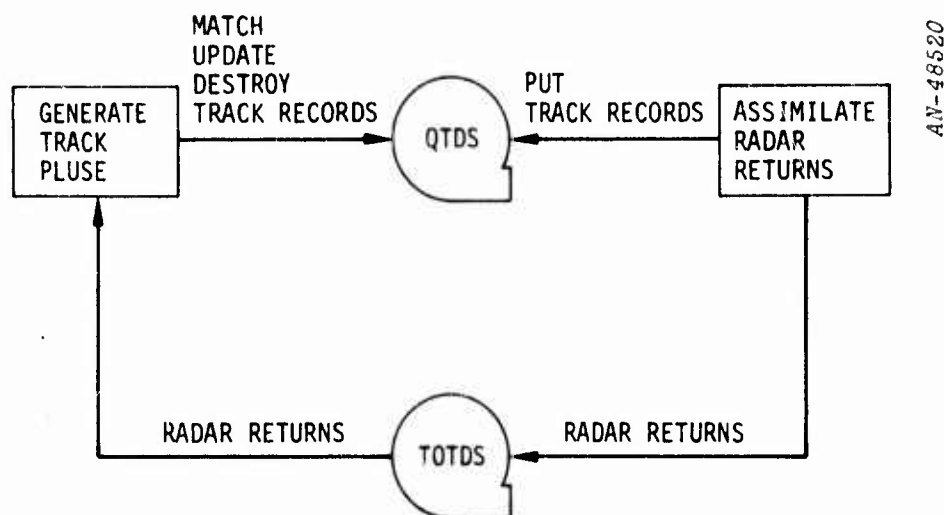 MATCH
UPDATE
DESTROY
TRACK RECORDS
PUT
TRACK RECORDS
GENERATE
TRACK
PLUSE
QTDS
ASSIMILATE
RADAR
RETURNS
RADAR RETURNS
TOTDS
RADAR RETURNS
AN-48520